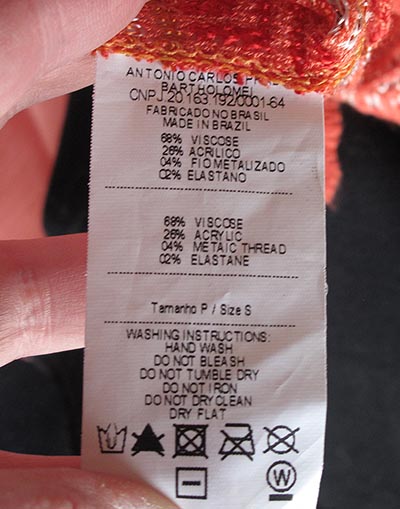 ANTONIO CARLOS
BARTHOLOMEI
CNPJ.20.163.192/0001-64
FABRICADO NO BRASIL
MADE IN BRAZIL
68% VISCOSE
26% ACRILICO
04% FIO METALIZADO
02% ELASTANO
68% VISCOSE
26% ACRYLIC
04% METAIC THREAD
02% ELASTANE
Tamanho P / Size S
WASHING INSTRUCTIONS:
HAND WASH
DO NOT BLEASH
DO NOT TUMBLE DRY
DO NOT IRON
DO NOT DRY CLEAN
DRY FLAT
W